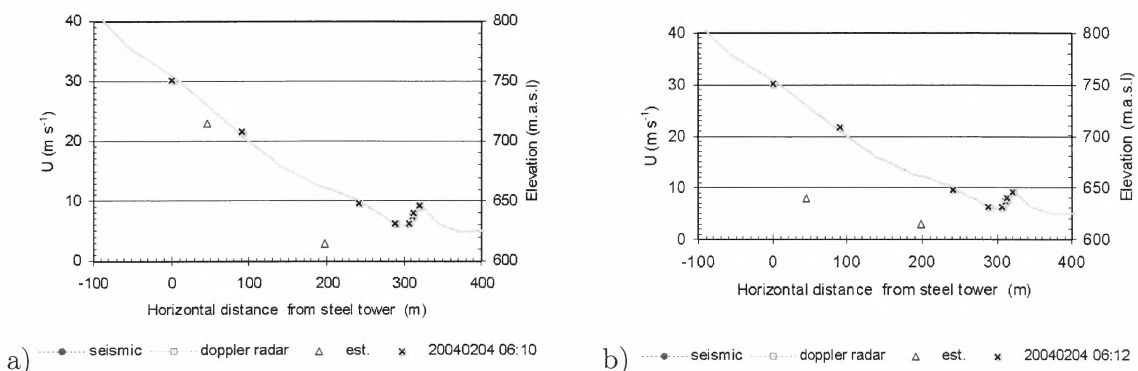 40
30
20
10
0
U (m s⁻¹)
800
750
700
650
600
Elevation (m.a.s.l)
-100 0 100 200 300 400
Horizontal distance from steel tower (m)
a) seismic doppler radar est. 20040204 06:10
40
30
20
10
0
U (m s⁻¹)
800
750
700
650
600
Elevation (m.a.s.l)
-100 0 100 200 300 400
Horizontal distance from steel tower (m)
b) seismic doppler radar est. 20040204 06:12